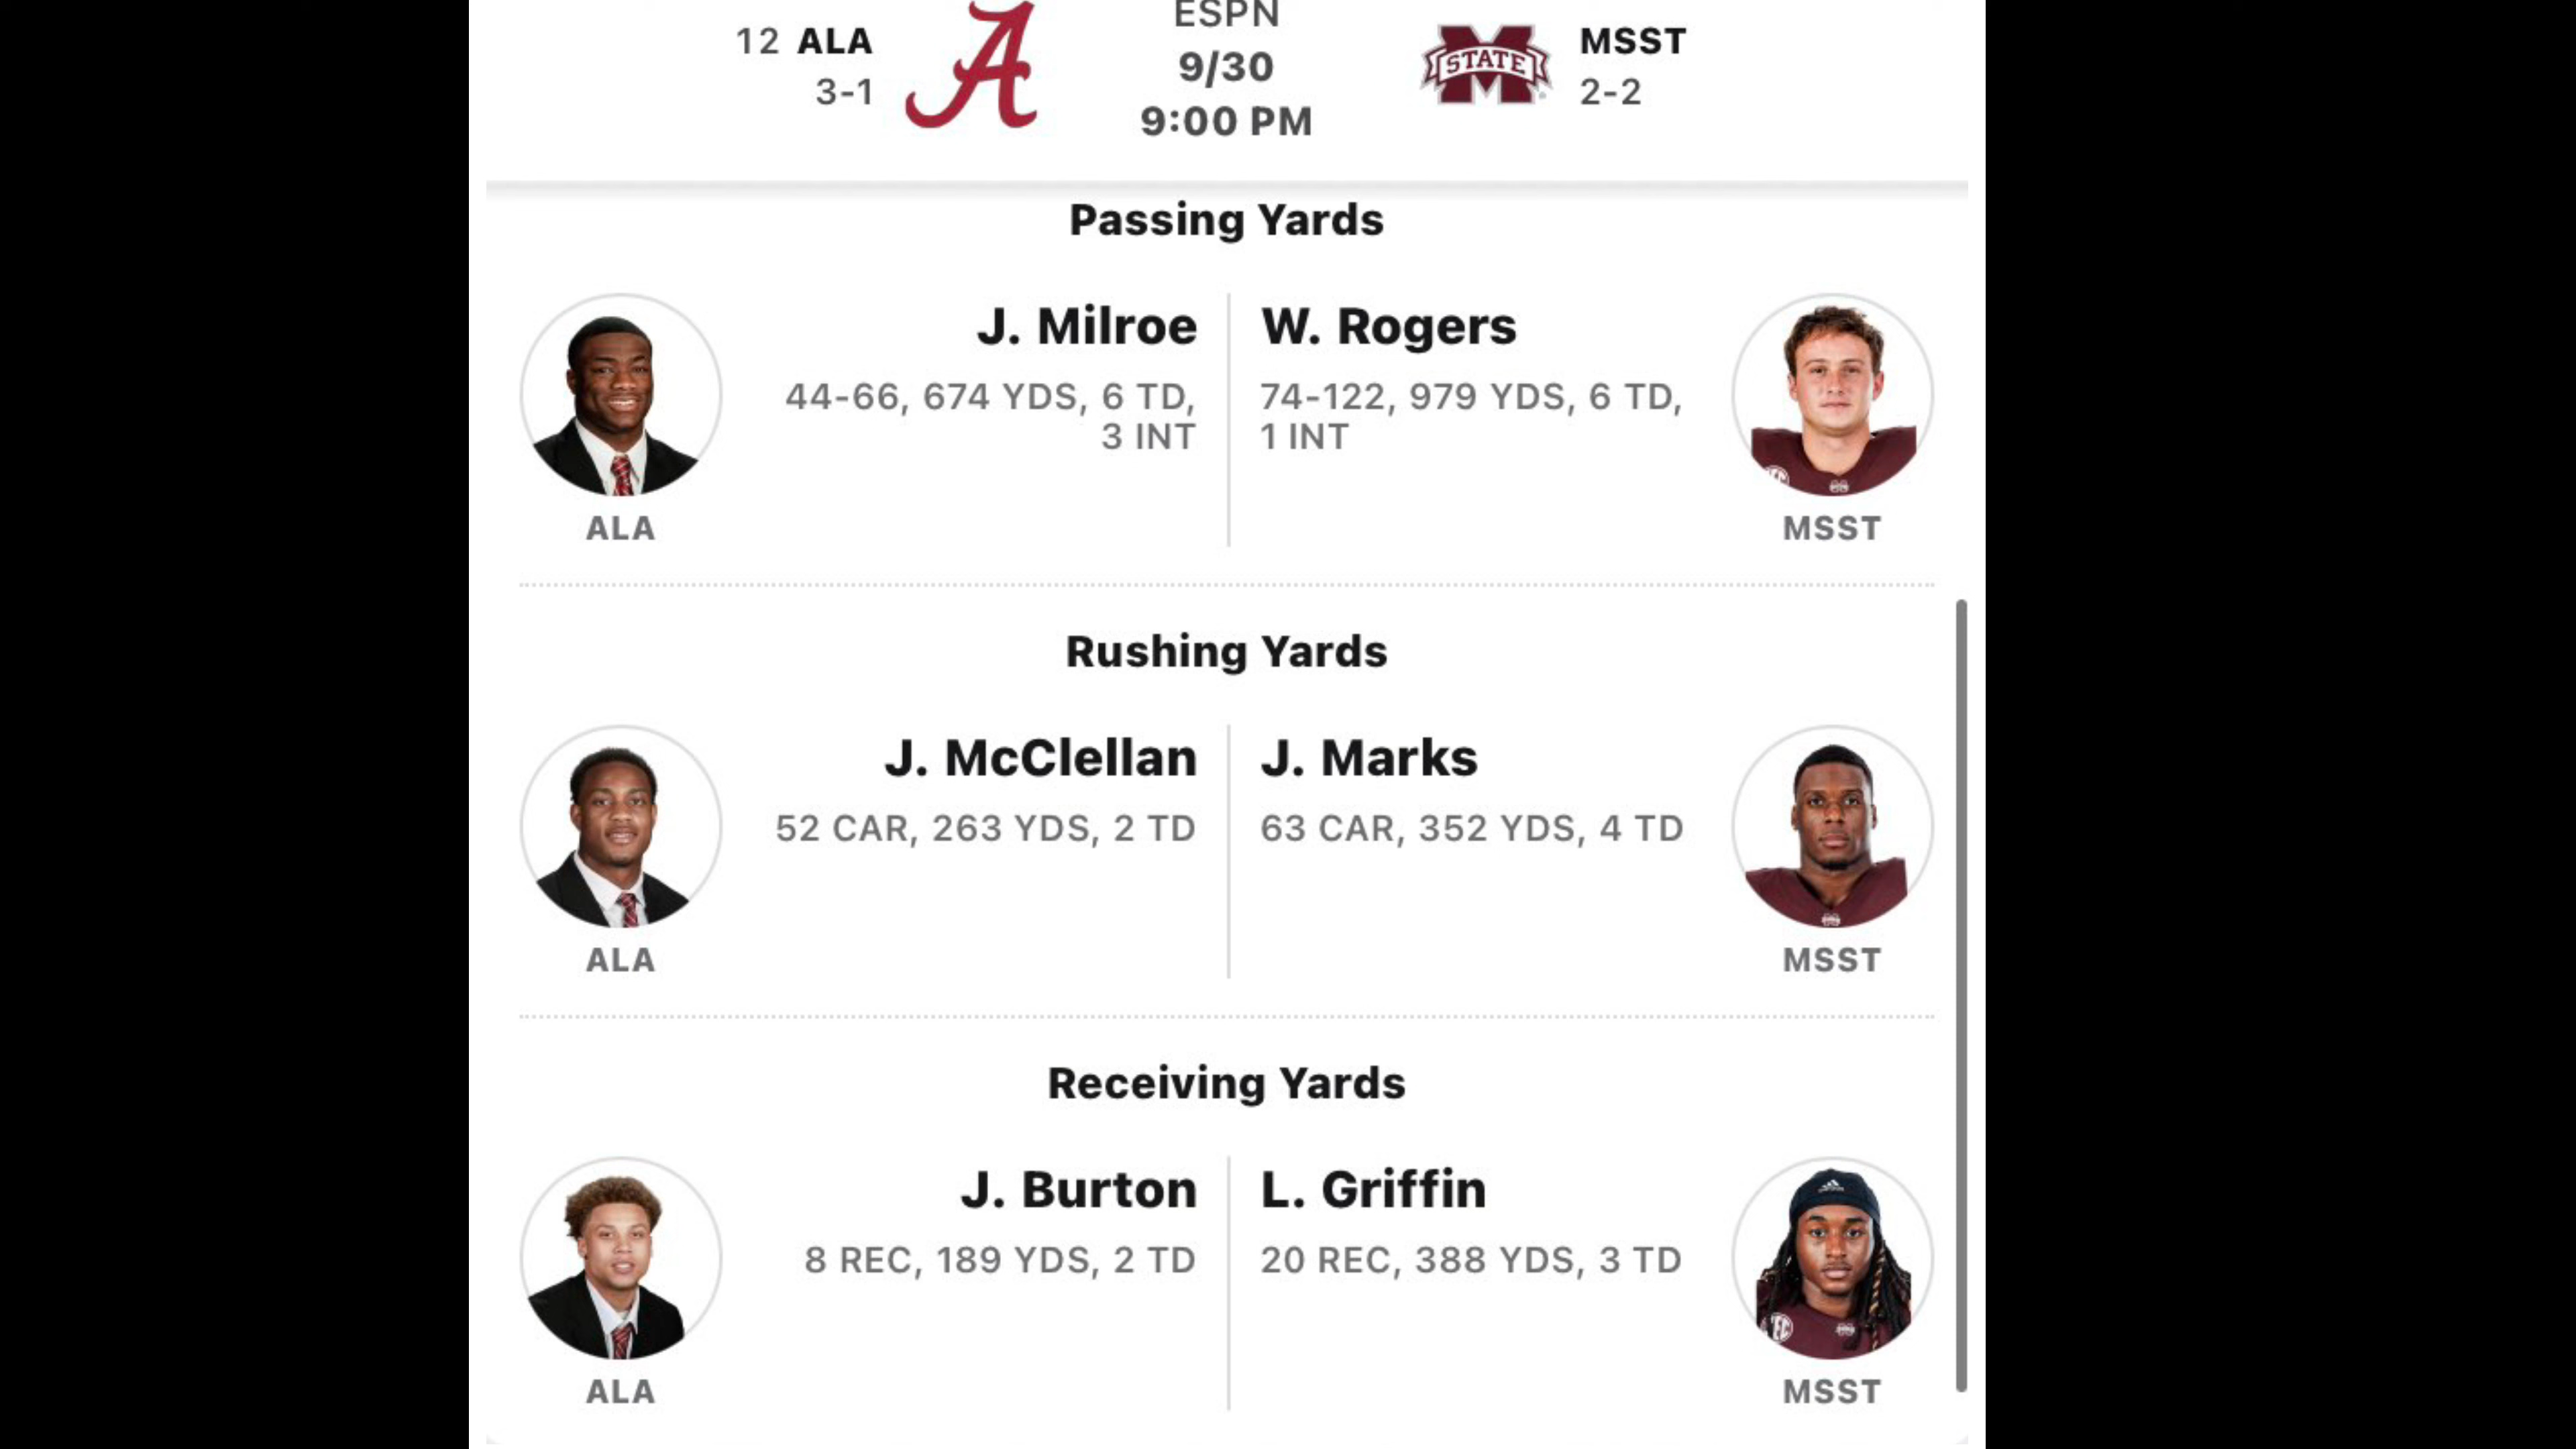 12 ALA
3-1
ESPN
9/30
9:00 PM
STATE
MSST
2-2
Passing Yards
J. Milroe
44-66, 674 YDS, 6 TD,
3 INT
ALA
W. Rogers
74-122, 979 YDS, 6 TD,
1 INT
MSST
Rushing Yards
J. McClellan
52 CAR, 263 YDS, 2 TD
ALA
J. Marks
63 CAR, 352 YDS, 4 TD
MSST
Receiving Yards
J. Burton
8 REC, 189 YDS, 2 TD
ALA
L. Griffin
20 REC, 388 YDS, 3 TD
MSST